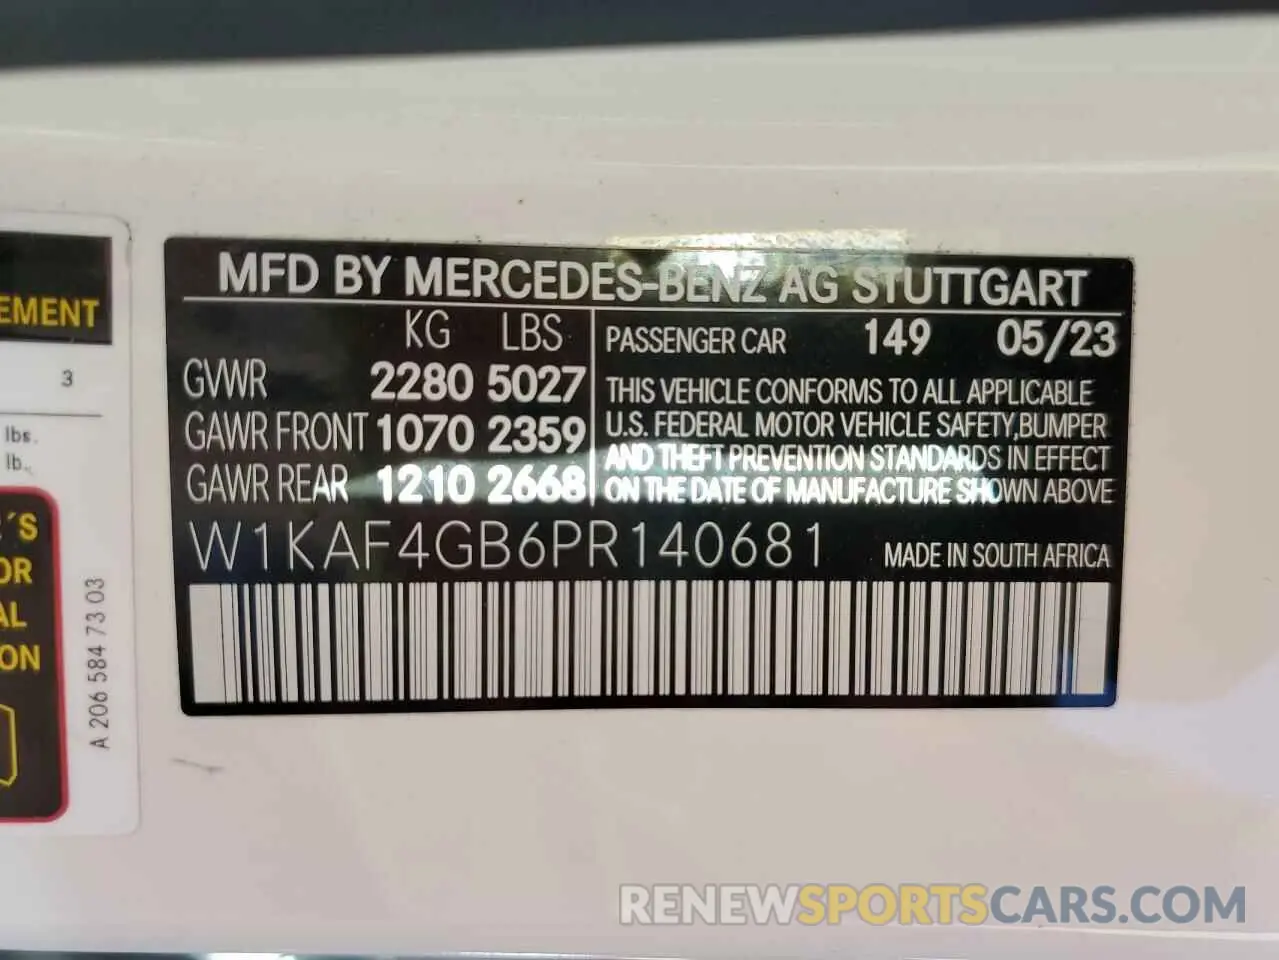 MFD BY MERCEDES-BENZ AG STUTTGART
KG LBS
GVWR 2280 5027
GAWR FRONT 1070 2359
GAWR REAR 1210 2668
PASSENGER CAR 149 05/23
THIS VEHICLE CONFORMS TO ALL APPLICABLE
U.S. FEDERAL MOTOR VEHICLE SAFETY,BUMPER
AND THEFT PREVENTION STANDARDS IN EFFECT
ON THE DATE OF MANUFACTURE SHOWN ABOVE
W1KAF4GB6PR140681 MADE IN SOUTH AFRICA
EMENT
3
lbs.
lb.
´S
OR
AL
ON
A 206 584 73 03
RENEWSPORTSCARS.COM